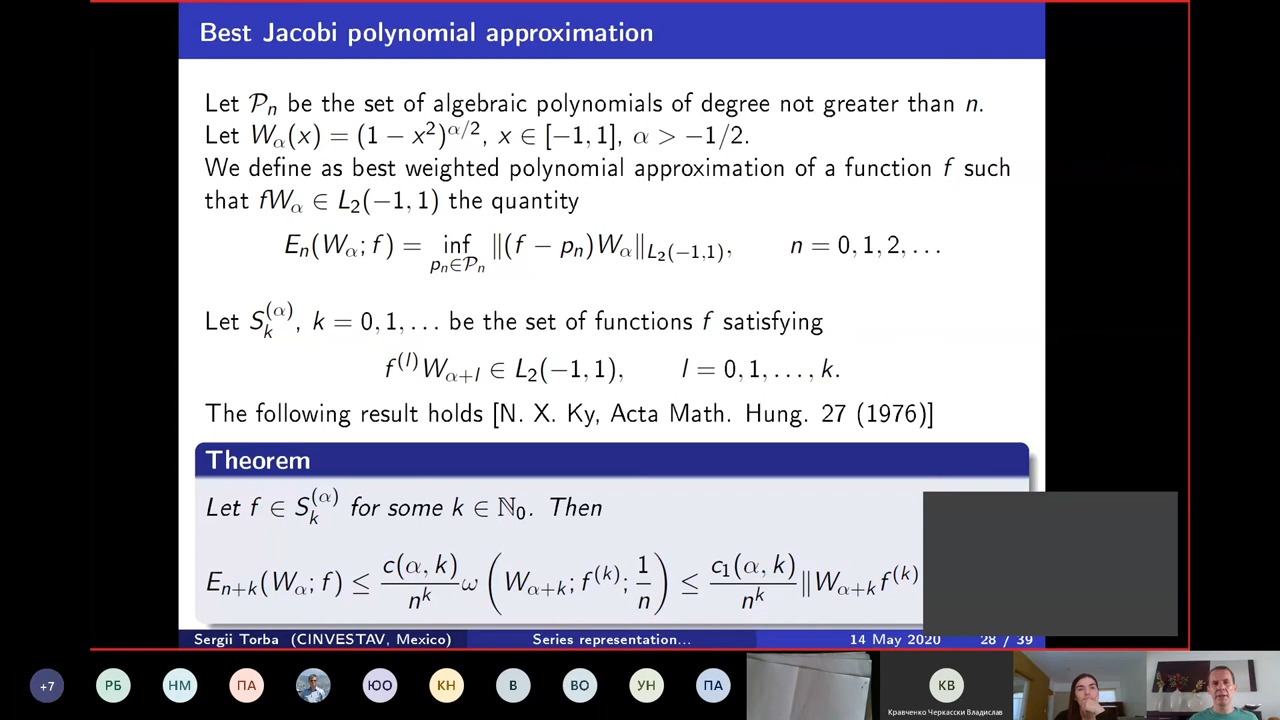 Best Jacobi polynomial approximation
Let 𝒫ₙ be the set of algebraic polynomials of degree not greater than n.
Let W_α(x) = (1 − x²)^{α/2}, x ∈ [−1, 1], α > −1/2.
We define as best weighted polynomial approximation of a function f such
that fW_α ∈ L₂(−1, 1) the quantity
E_n(W_α; f) = inf_{p_n∈𝒫_n} ‖(f − p_n)W_α‖_{L₂(−1,1)}, n = 0, 1, 2, . . .
Let S_k^{(α)}, k = 0, 1, . . . be the set of functions f satisfying
f^{(l)}W_{α+l} ∈ L₂(−1, 1), l = 0, 1, . . . , k.
The following result holds [N. X. Ky, Acta Math. Hung. 27 (1976)]
Theorem
Let f ∈ S_k^{(α)} for some k ∈ ℕ₀. Then
E_{n+k}(W_α; f) ≤ c(α, k)/n^k ω(W_{α+k}; f^{(k)}; 1/n) ≤ c₁(α, k)/n^k ‖W_{α+k}f^{(k)}
Sergii Torba (CINVESTAV, Mexico) Series representation... 14 May 2020 28 / 39
+7 РБ НМ ПА ЮО КН В ВО УН ПА КВ
Кравченко Черкасски Владислав